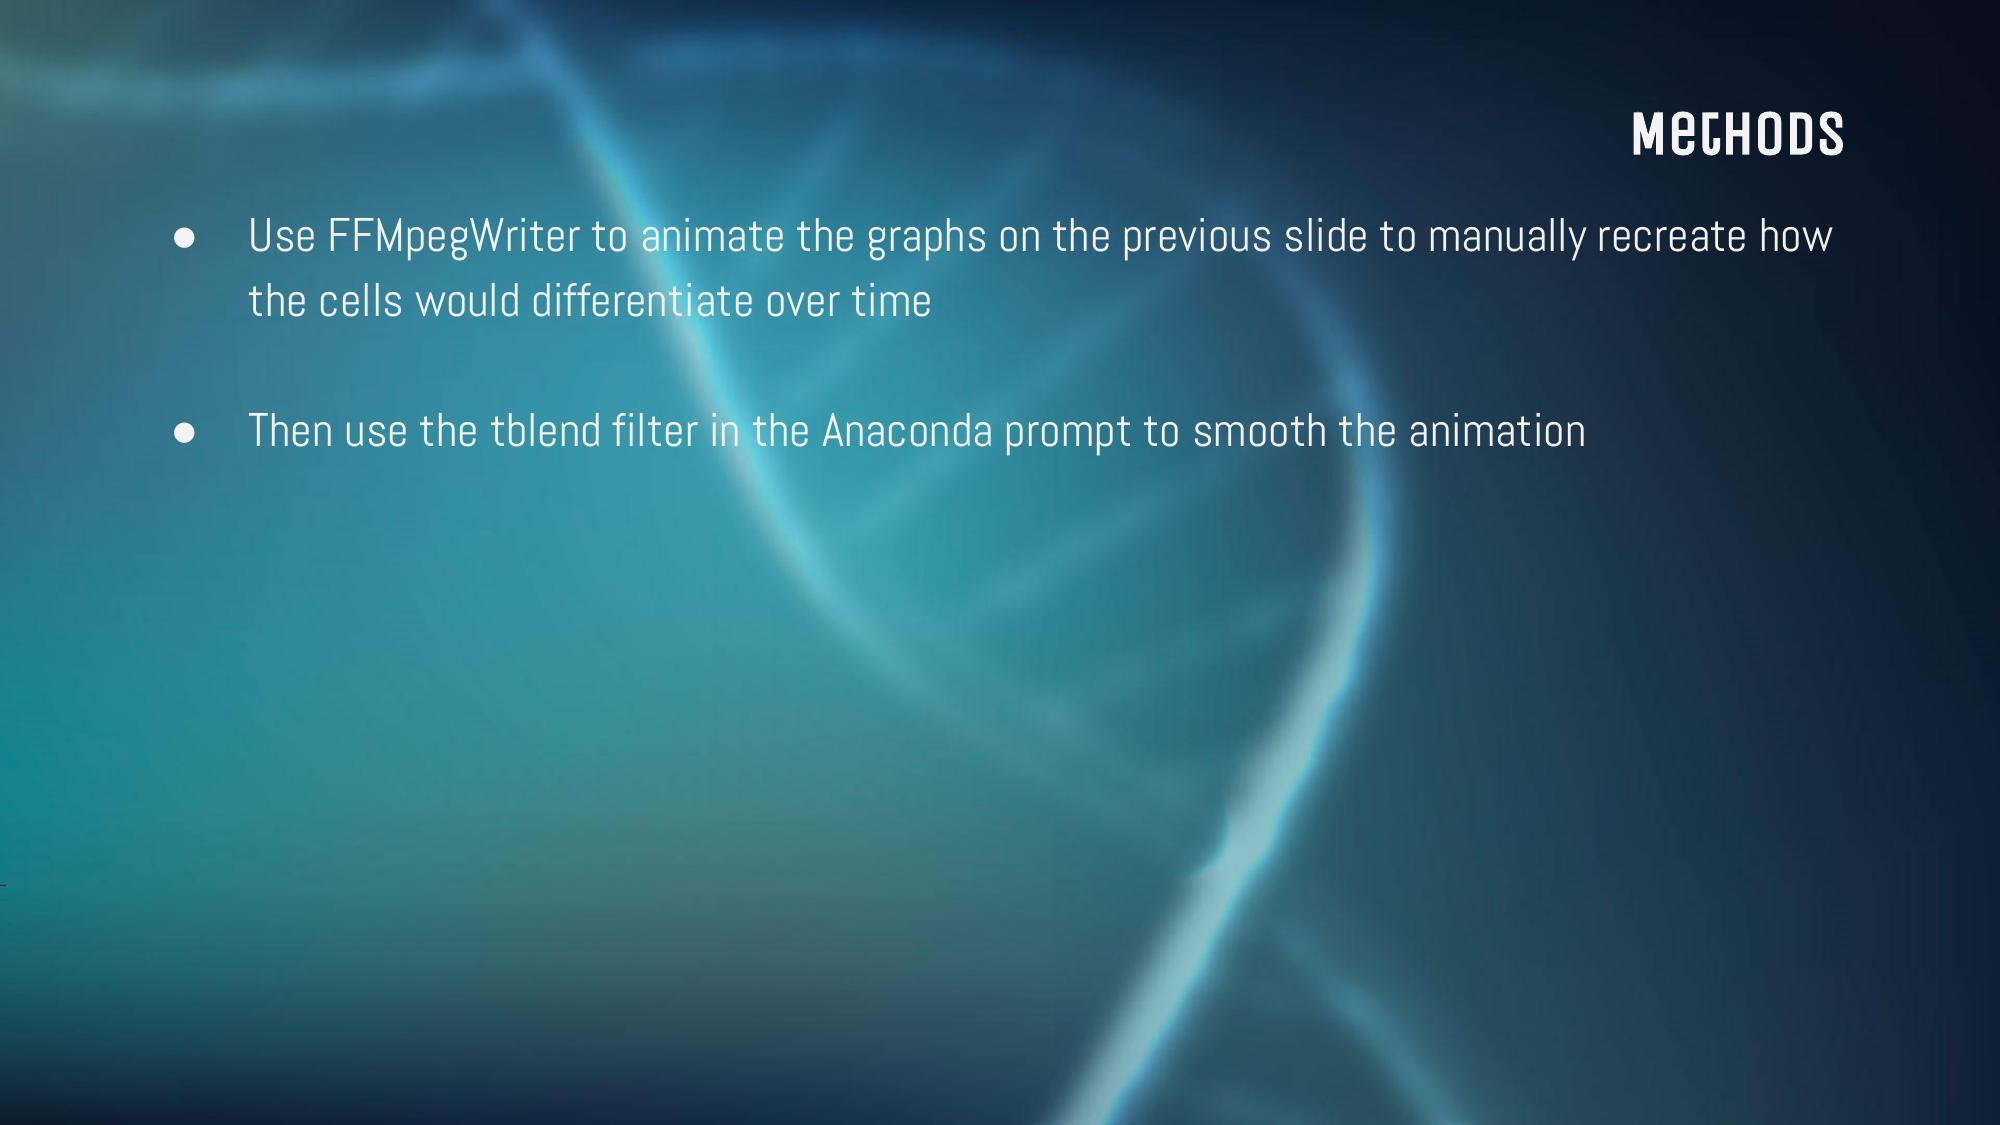 Methods
● Use FFMpegWriter to animate the graphs on the previous slide to manually recreate how
the cells would differentiate over time
● Then use the tblend filter in the Anaconda prompt to smooth the animation